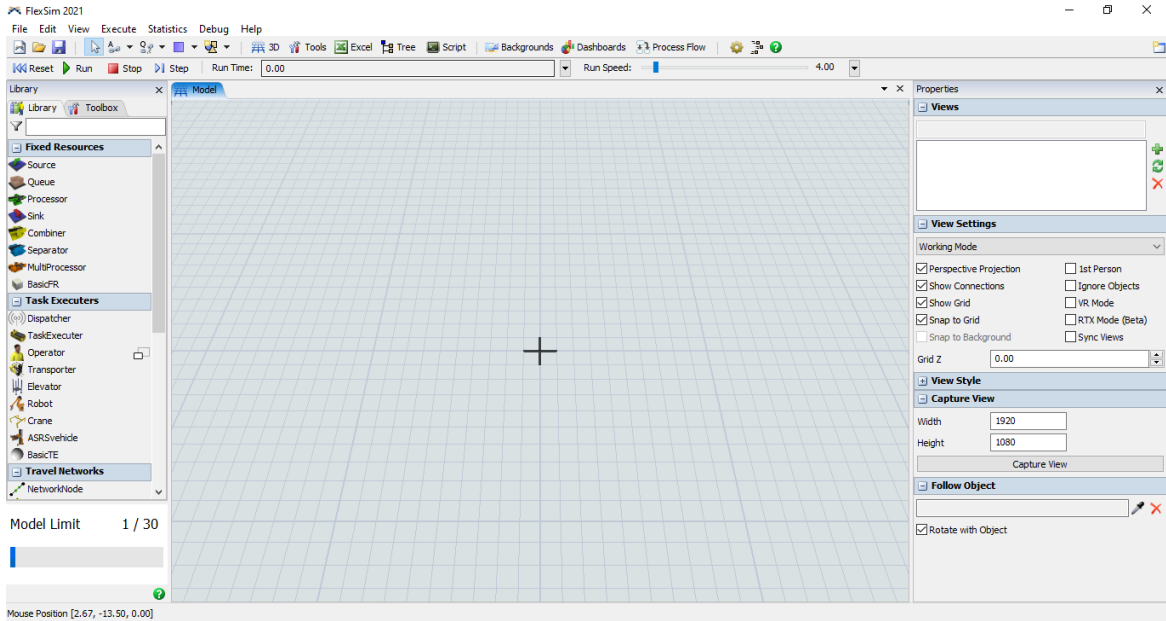 FlexSim 2021
File Edit View Execute Statistics Debug Help
3D Tools Excel Tree Script Backgrounds Dashboards Process Flow
Reset Run Stop Step Run Time: 0.00 Run Speed: 4.00
Library
Library Toolbox
Fixed Resources
Source
Queue
Processor
Sink
Combiner
Separator
MultiProcessor
BasicFR
Task Executers
Dispatcher
TaskExecuter
Operator
Transporter
Elevator
Robot
Crane
ASRSvehicle
BasicTE
Travel Networks
NetworkNode
Model Limit 1 / 30
Model
Properties
Views
View Settings
Working Mode
Perspective Projection 1st Person
Show Connections Ignore Objects
Show Grid VR Mode
Snap to Grid RTX Mode (Beta)
Snap to Background Sync Views
Grid Z 0.00
View Style
Capture View
Width 1920
Height 1080
Capture View
Follow Object
Rotate with Object
Mouse Position [2.67, -13.50, 0.00]